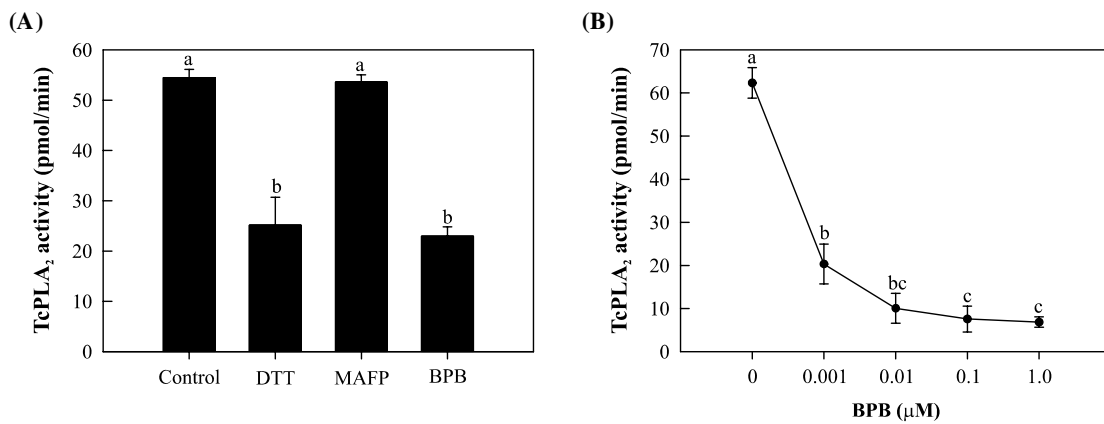 (A)
TcPLA₂ activity (pmol/min)
60
50
40
30
20
10
0
a
b
a
b
Control DTT MAFP BPB
(B)
TcPLA₂ activity (pmol/min)
70
60
50
40
30
20
10
0
a
b
bc
c
c
0 0.001 0.01 0.1 1.0
BPB (μM)